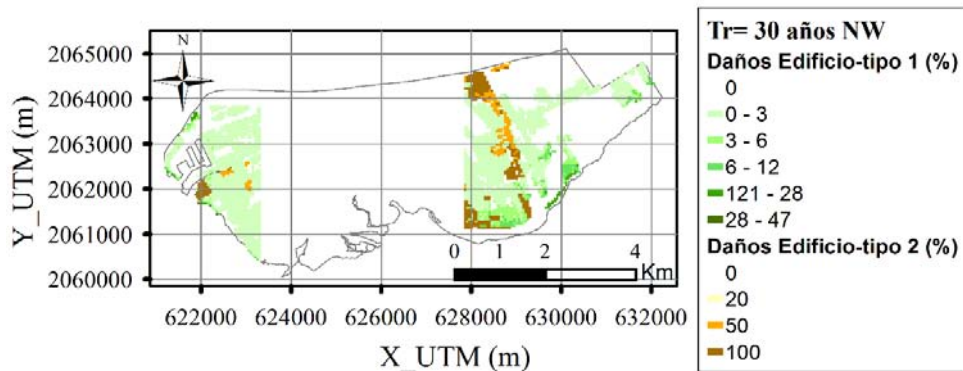 N
Y_UTM (m)
2065000
2064000
2063000
2062000
2061000
2060000
0 1 2 4
Km
622000 624000 626000 628000 630000 632000
X_UTM (m)
Tr= 30 años NW
Daños Edificio-tipo 1 (%)
0
0 - 3
3 - 6
6 - 12
121 - 28
28 - 47
Daños Edificio-tipo 2 (%)
0
20
50
100